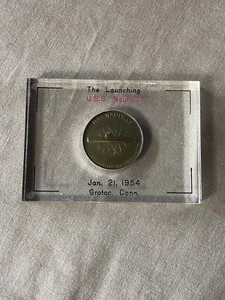 The Launching
U.S.S. Nautilus
Jan. 21, 1954
Groton Conn.